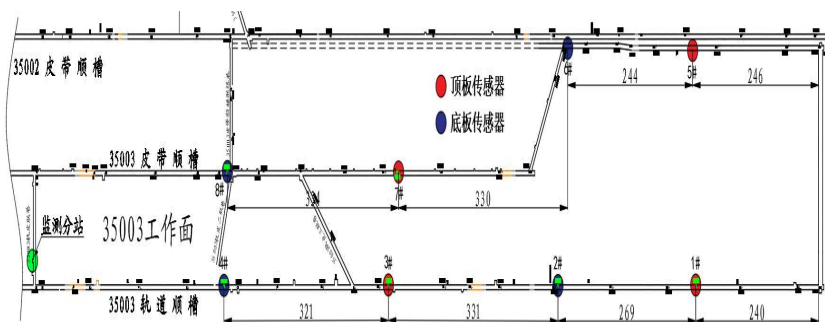 35002 皮 带 顺 槽
6#
5#
244
246
顶板传感器
底板传感器
35003 皮 带 顺 槽
8#
7#
330
监测分站
35003工作面
4#
3#
2#
1#
35003 轨 道 顺 槽
321
331
269
240